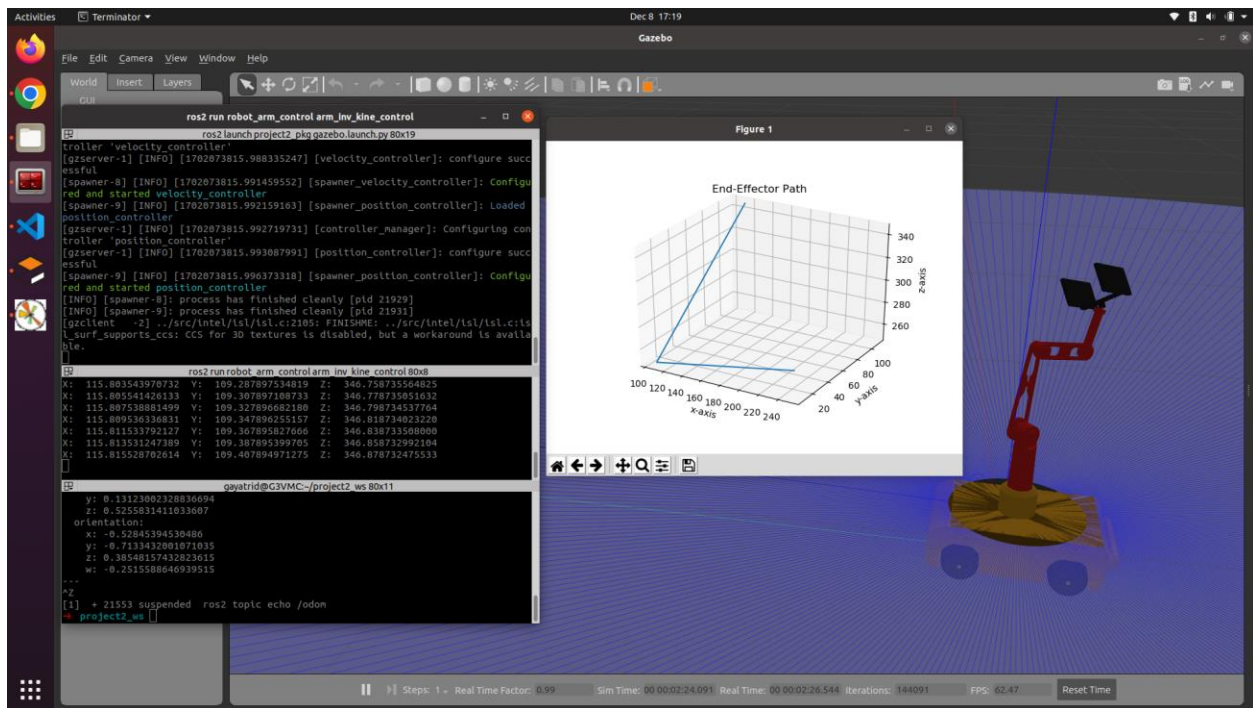 Activities
Terminator
Dec 8 17:19
Gazebo
File Edit Camera View Window Help
World Insert Layers
GUI
ros2 run robot_arm_control arm_inv_kine_control
ros2 launch project2_pkg gazebo.launch.py 80x19
troller 'velocity_controller'
[gzserver-1] [INFO] [1702073815.988335247] [velocity_controller]: configure succ
essful
[spawner-8] [INFO] [1702073815.991459552] [spawner_velocity_controller]: Configu
red and started velocity_controller
[spawner-9] [INFO] [1702073815.992159163] [spawner_position_controller]: Loaded
position_controller
[gzserver-1] [INFO] [1702073815.992719731] [controller_manager]: Configuring con
troller 'position_controller'
[gzserver-1] [INFO] [1702073815.993087991] [position_controller]: configure succ
essful
[spawner-9] [INFO] [1702073815.996373318] [spawner_position_controller]: Configu
red and started position_controller
[INFO] [spawner-8]: process has finished cleanly [pid 21929]
[INFO] [spawner-9]: process has finished cleanly [pid 21931]
[gzclient -2] ../src/intel/isl/isl.c:2105: FINISHME: ../src/intel/isl/isl.c:is
l_surf_supports_ccs: CCS for 3D textures is disabled, but a workaround is availa
ble.
ros2 run robot_arm_control arm_inv_kine_control 80x8
X: 115.803543970732 Y: 109.287897534819 Z: 346.758735564825
X: 115.805541426133 Y: 109.307897108733 Z: 346.778735051632
X: 115.807538881499 Y: 109.327896682180 Z: 346.798734537764
X: 115.809536336831 Y: 109.347896255157 Z: 346.818734023220
X: 115.811533792127 Y: 109.367895827666 Z: 346.838733508000
X: 115.813531247389 Y: 109.387895399705 Z: 346.858732992104
X: 115.815528702614 Y: 109.407894971275 Z: 346.878732475533
gayatrid@G3VMC:~/project2_ws 80x11
y: 0.13123002328836694
z: 0.5255831411033607
orientation:
x: -0.52845394530486
y: -0.7133432001071035
z: 0.38548157432823615
w: -0.2515588646939515
---
^Z
[1] + 21553 suspended ros2 topic echo /odom
project2_ws
Figure 1
End-Effector Path
340
320
300
280
260
z-axis
100 120 140 160 180 200 220 240
x-axis
20 40 60 80 100
y-axis
Steps: 1 Real Time Factor: 0.99 Sim Time: 00 00:02:24.091 Real Time: 00 00:02:26.544 Iterations: 144091 FPS: 62.47 Reset Time